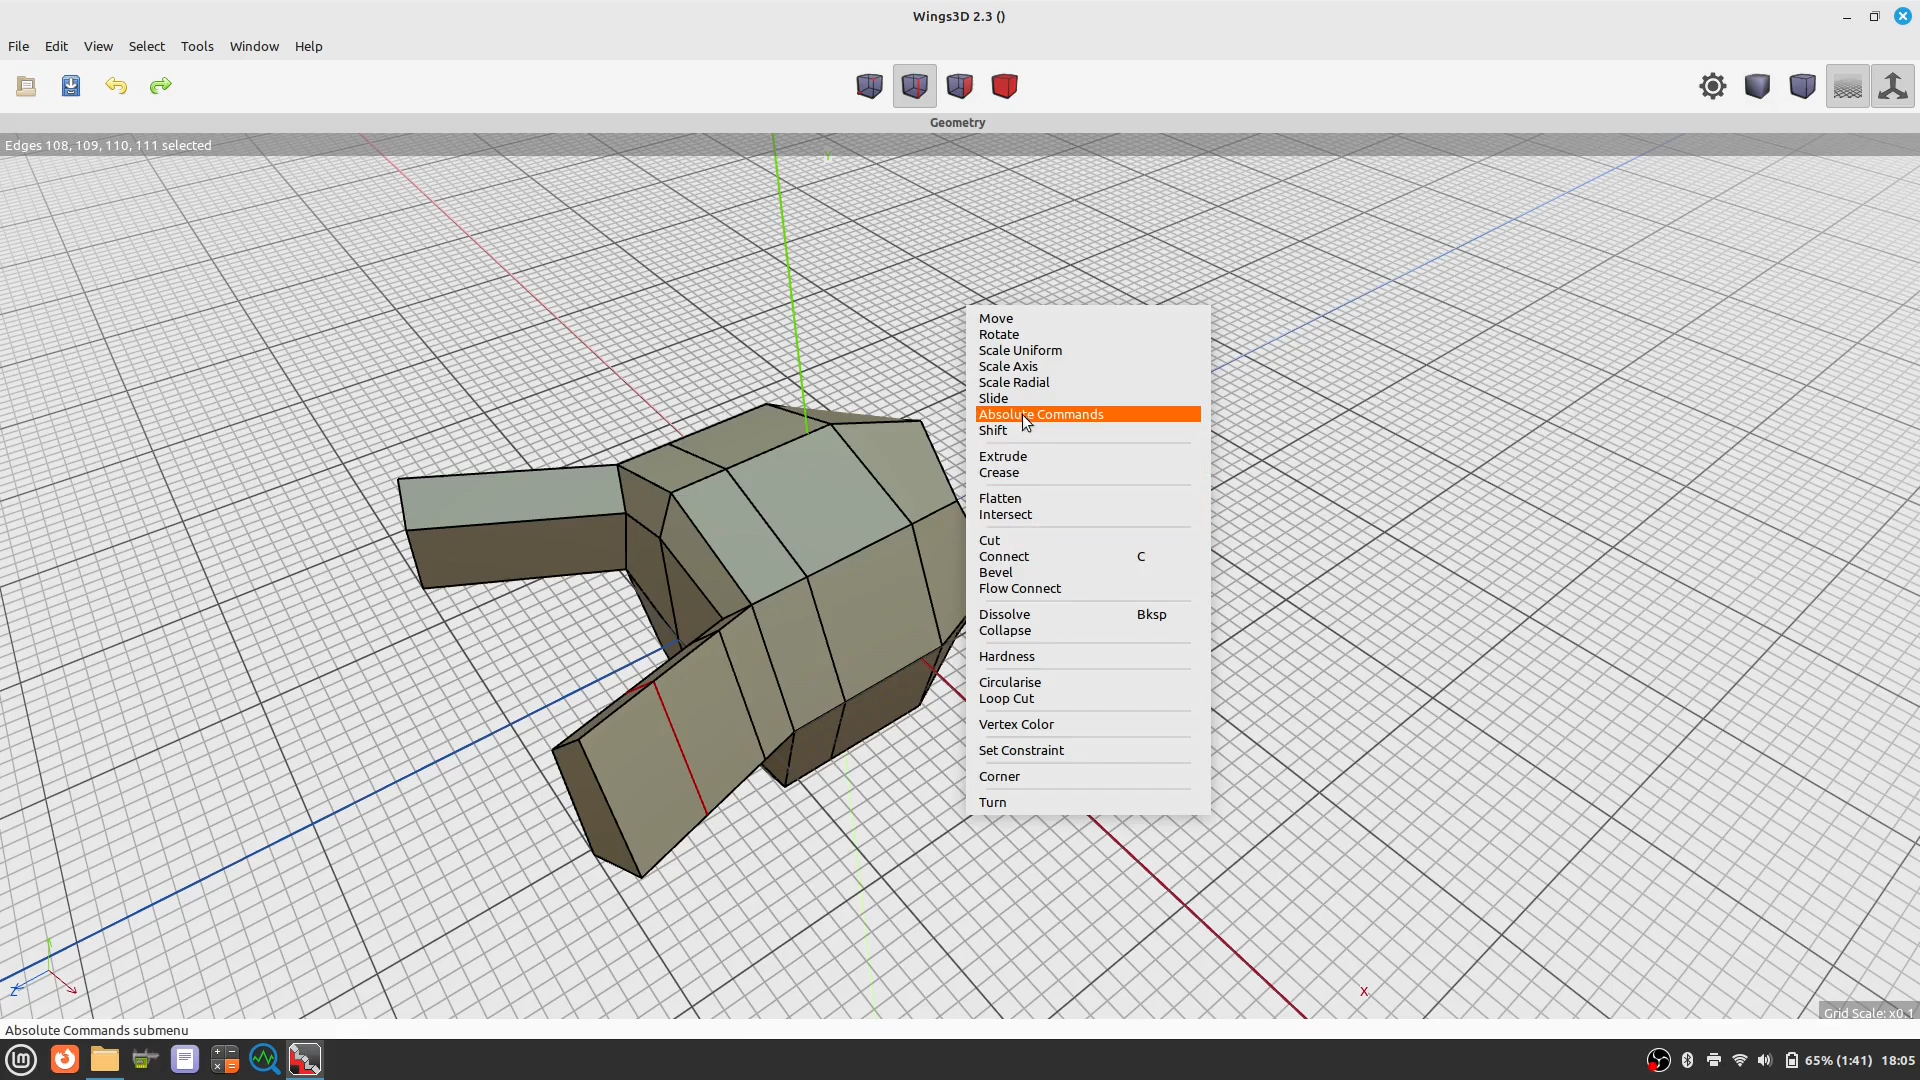 Wings3D 2.3 ()
File Edit View Select Tools Window Help
Geometry
Edges 108, 109, 110, 111 selected
Y
Move
Rotate
Scale Uniform
Scale Axis
Scale Radial
Slide
Absolute Commands
Shift
Extrude
Crease
Flatten
Intersect
Cut
Connect C
Bevel
Flow Connect
Dissolve Bksp
Collapse
Hardness
Circularise
Loop Cut
Vertex Color
Set Constraint
Corner
Turn
Z
X
Grid Scale: x0.1
Absolute Commands submenu
65% (1:41) 18:05